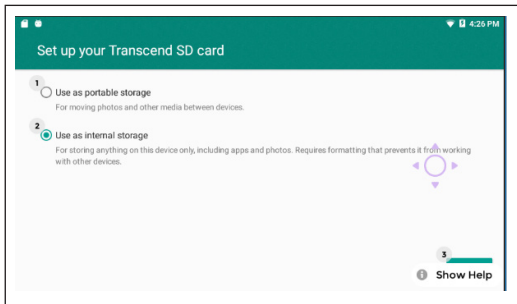 4:26 PM
Set up your Transcend SD card
1
Use as portable storage
For moving photos and other media between devices.
2
Use as internal storage
For storing anything on this device only, including apps and photos. Requires formatting that prevents it from working
with other devices.
3
Show Help